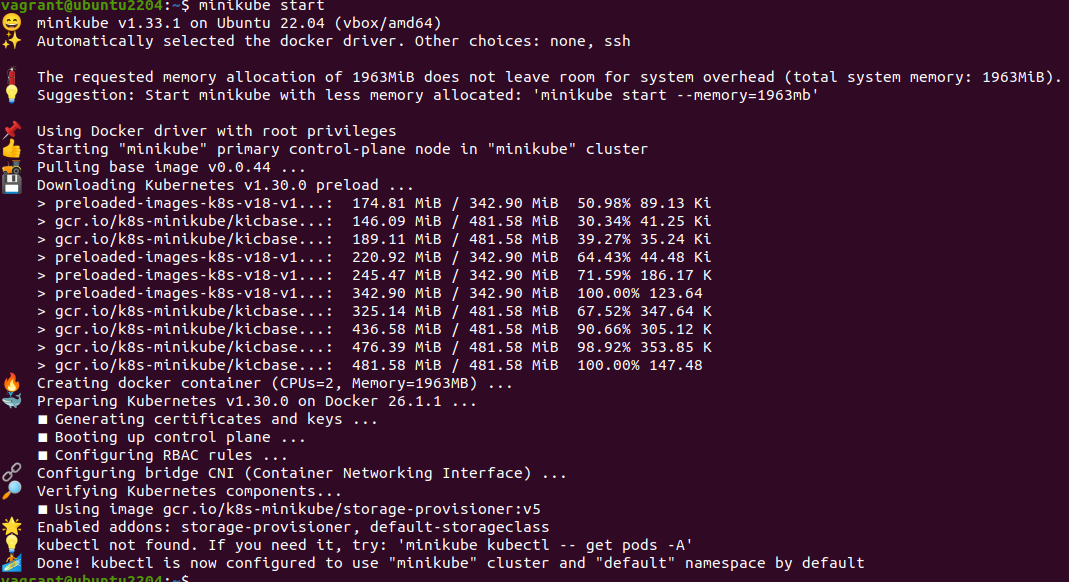 vagrant@ubuntu2204:~$ minikube start
😄 minikube v1.33.1 on Ubuntu 22.04 (vbox/amd64)
✨ Automatically selected the docker driver. Other choices: none, ssh
🧯 The requested memory allocation of 1963MiB does not leave room for system overhead (total system memory: 1963MiB).
💡 Suggestion: Start minikube with less memory allocated: 'minikube start --memory=1963mb'
📌 Using Docker driver with root privileges
👍 Starting "minikube" primary control-plane node in "minikube" cluster
🚜 Pulling base image v0.0.44 ...
💾 Downloading Kubernetes v1.30.0 preload ...
> preloaded-images-k8s-v18-v1...: 174.81 MiB / 342.90 MiB 50.98% 89.13 Ki
> gcr.io/k8s-minikube/kicbase...: 146.09 MiB / 481.58 MiB 30.34% 41.25 Ki
> gcr.io/k8s-minikube/kicbase...: 189.11 MiB / 481.58 MiB 39.27% 35.24 Ki
> preloaded-images-k8s-v18-v1...: 220.92 MiB / 342.90 MiB 64.43% 44.48 Ki
> preloaded-images-k8s-v18-v1...: 245.47 MiB / 342.90 MiB 71.59% 186.17 K
> preloaded-images-k8s-v18-v1...: 342.90 MiB / 342.90 MiB 100.00% 123.64
> gcr.io/k8s-minikube/kicbase...: 325.14 MiB / 481.58 MiB 67.52% 347.64 K
> gcr.io/k8s-minikube/kicbase...: 436.58 MiB / 481.58 MiB 90.66% 305.12 K
> gcr.io/k8s-minikube/kicbase...: 476.39 MiB / 481.58 MiB 98.92% 353.85 K
> gcr.io/k8s-minikube/kicbase...: 481.58 MiB / 481.58 MiB 100.00% 147.48
🔥 Creating docker container (CPUs=2, Memory=1963MB) ...
🐳 Preparing Kubernetes v1.30.0 on Docker 26.1.1 ...
■ Generating certificates and keys ...
■ Booting up control plane ...
■ Configuring RBAC rules ...
🔗 Configuring bridge CNI (Container Networking Interface) ...
🔎 Verifying Kubernetes components...
■ Using image gcr.io/k8s-minikube/storage-provisioner:v5
🌟 Enabled addons: storage-provisioner, default-storageclass
💡 kubectl not found. If you need it, try: 'minikube kubectl -- get pods -A'
🏄 Done! kubectl is now configured to use "minikube" cluster and "default" namespace by default
vagrant@ubuntu2204:~$